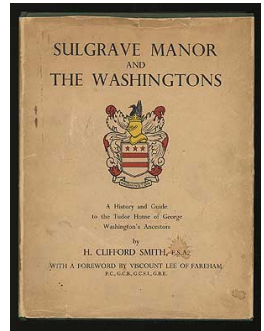 SULGRAVE MANOR
AND
THE WASHINGTONS
A History and Guide
to the Tudor Home of George
Washington's Ancestors
by
H. CLIFFORD SMITH, F.S.A.
WITH A FOREWORD BY VISCOUNT LEE OF FAREHAM,
P.C., G.C.B., G.C.S.I., G.B.E.